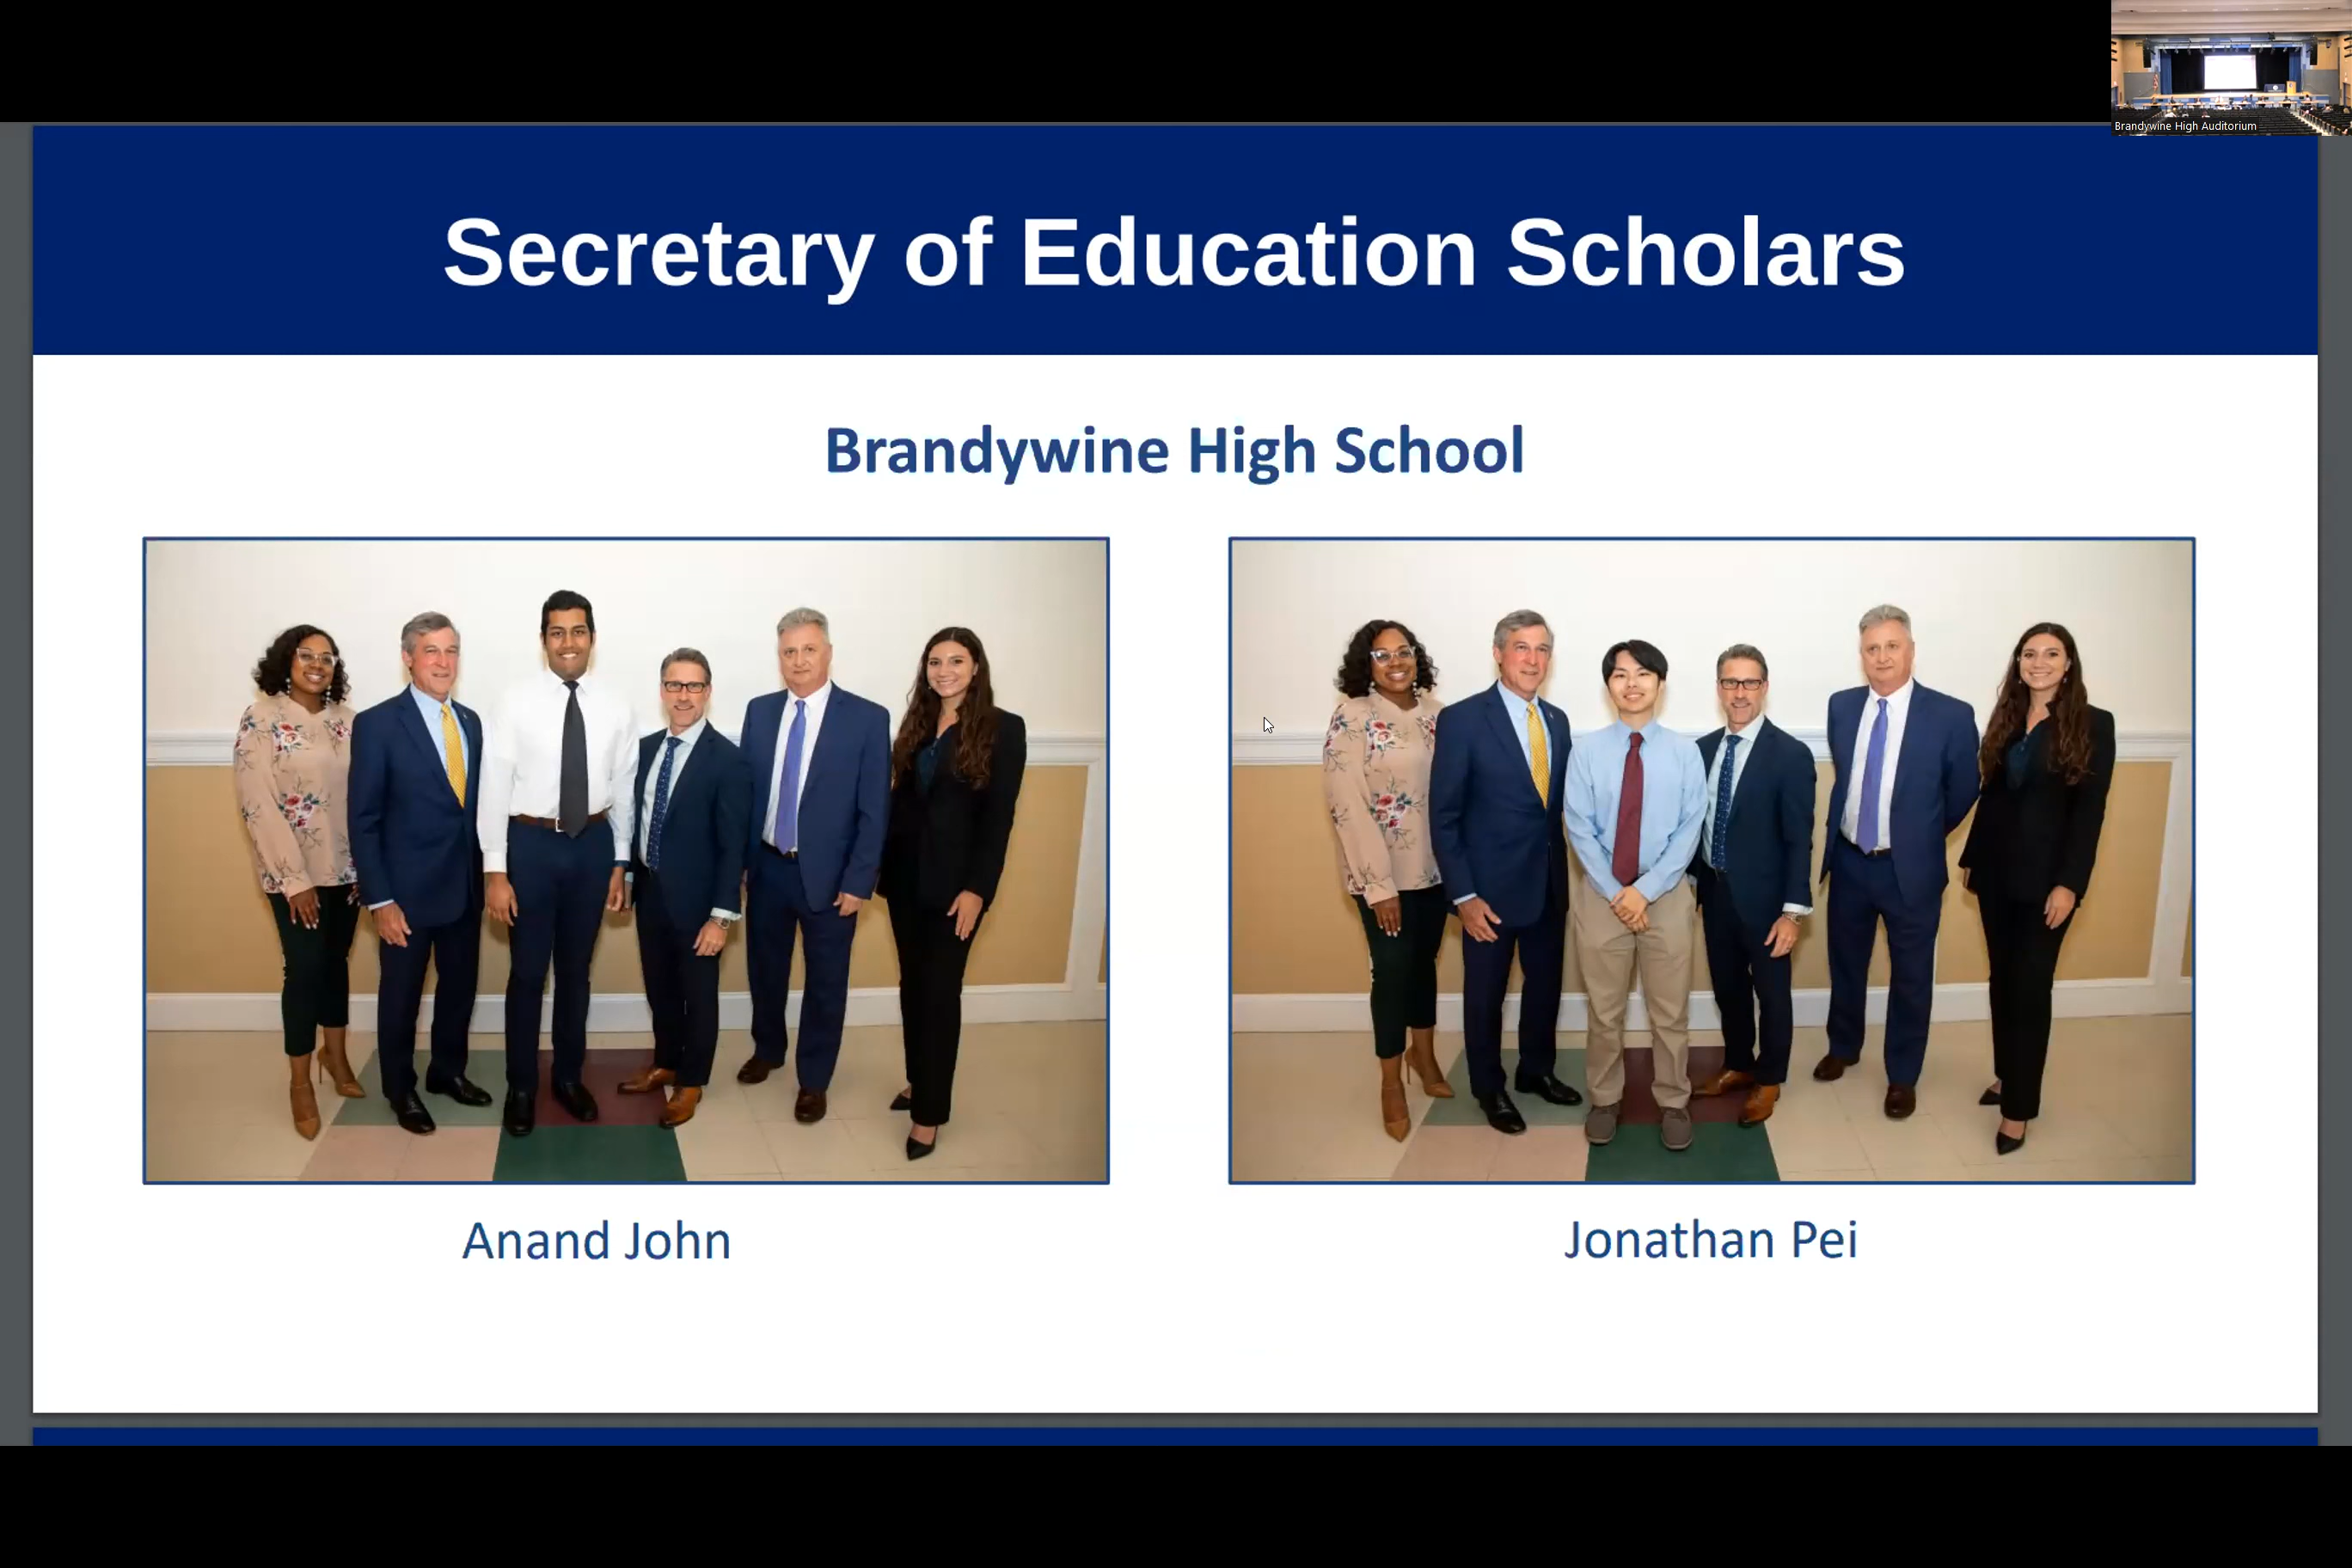 Brandywine High Auditorium
Secretary of Education Scholars
Brandywine High School
Anand John
Jonathan Pei